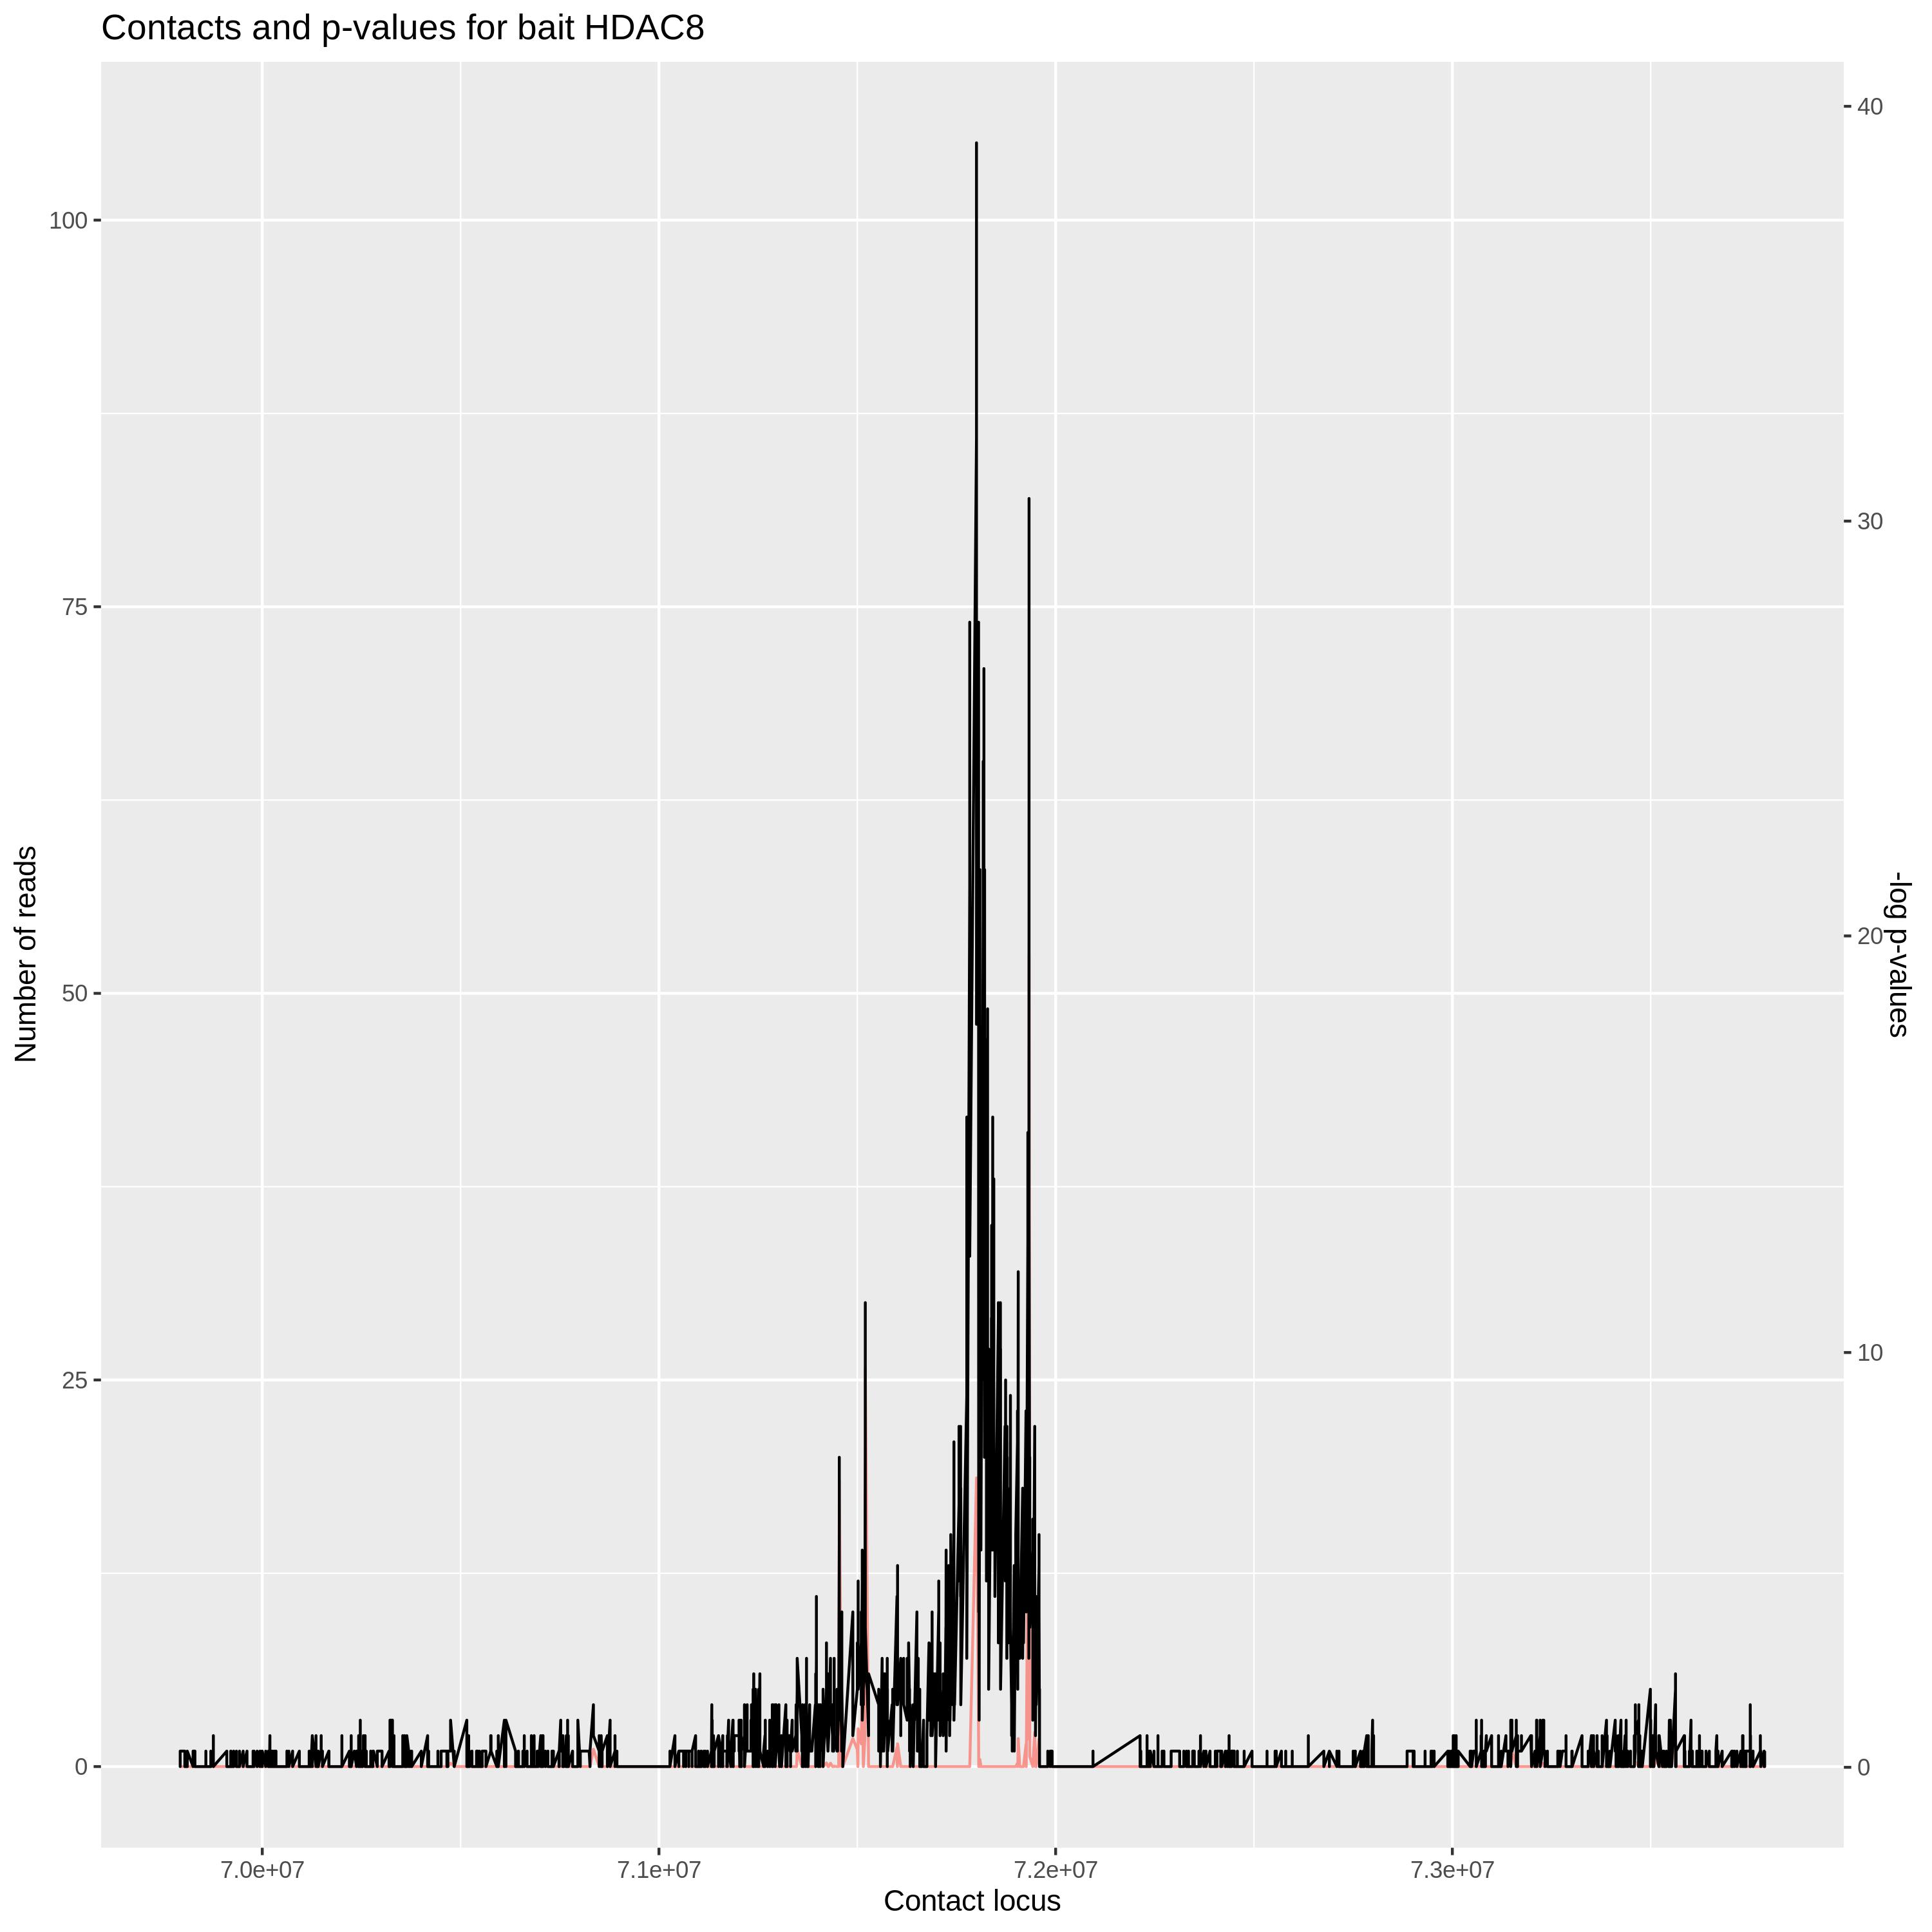 Contacts and p-values for bait HDAC8
Number of reads
100
75
50
25
0
40
30
20
10
0
-log p-values
7.0e+07
7.1e+07
7.2e+07
7.3e+07
Contact locus